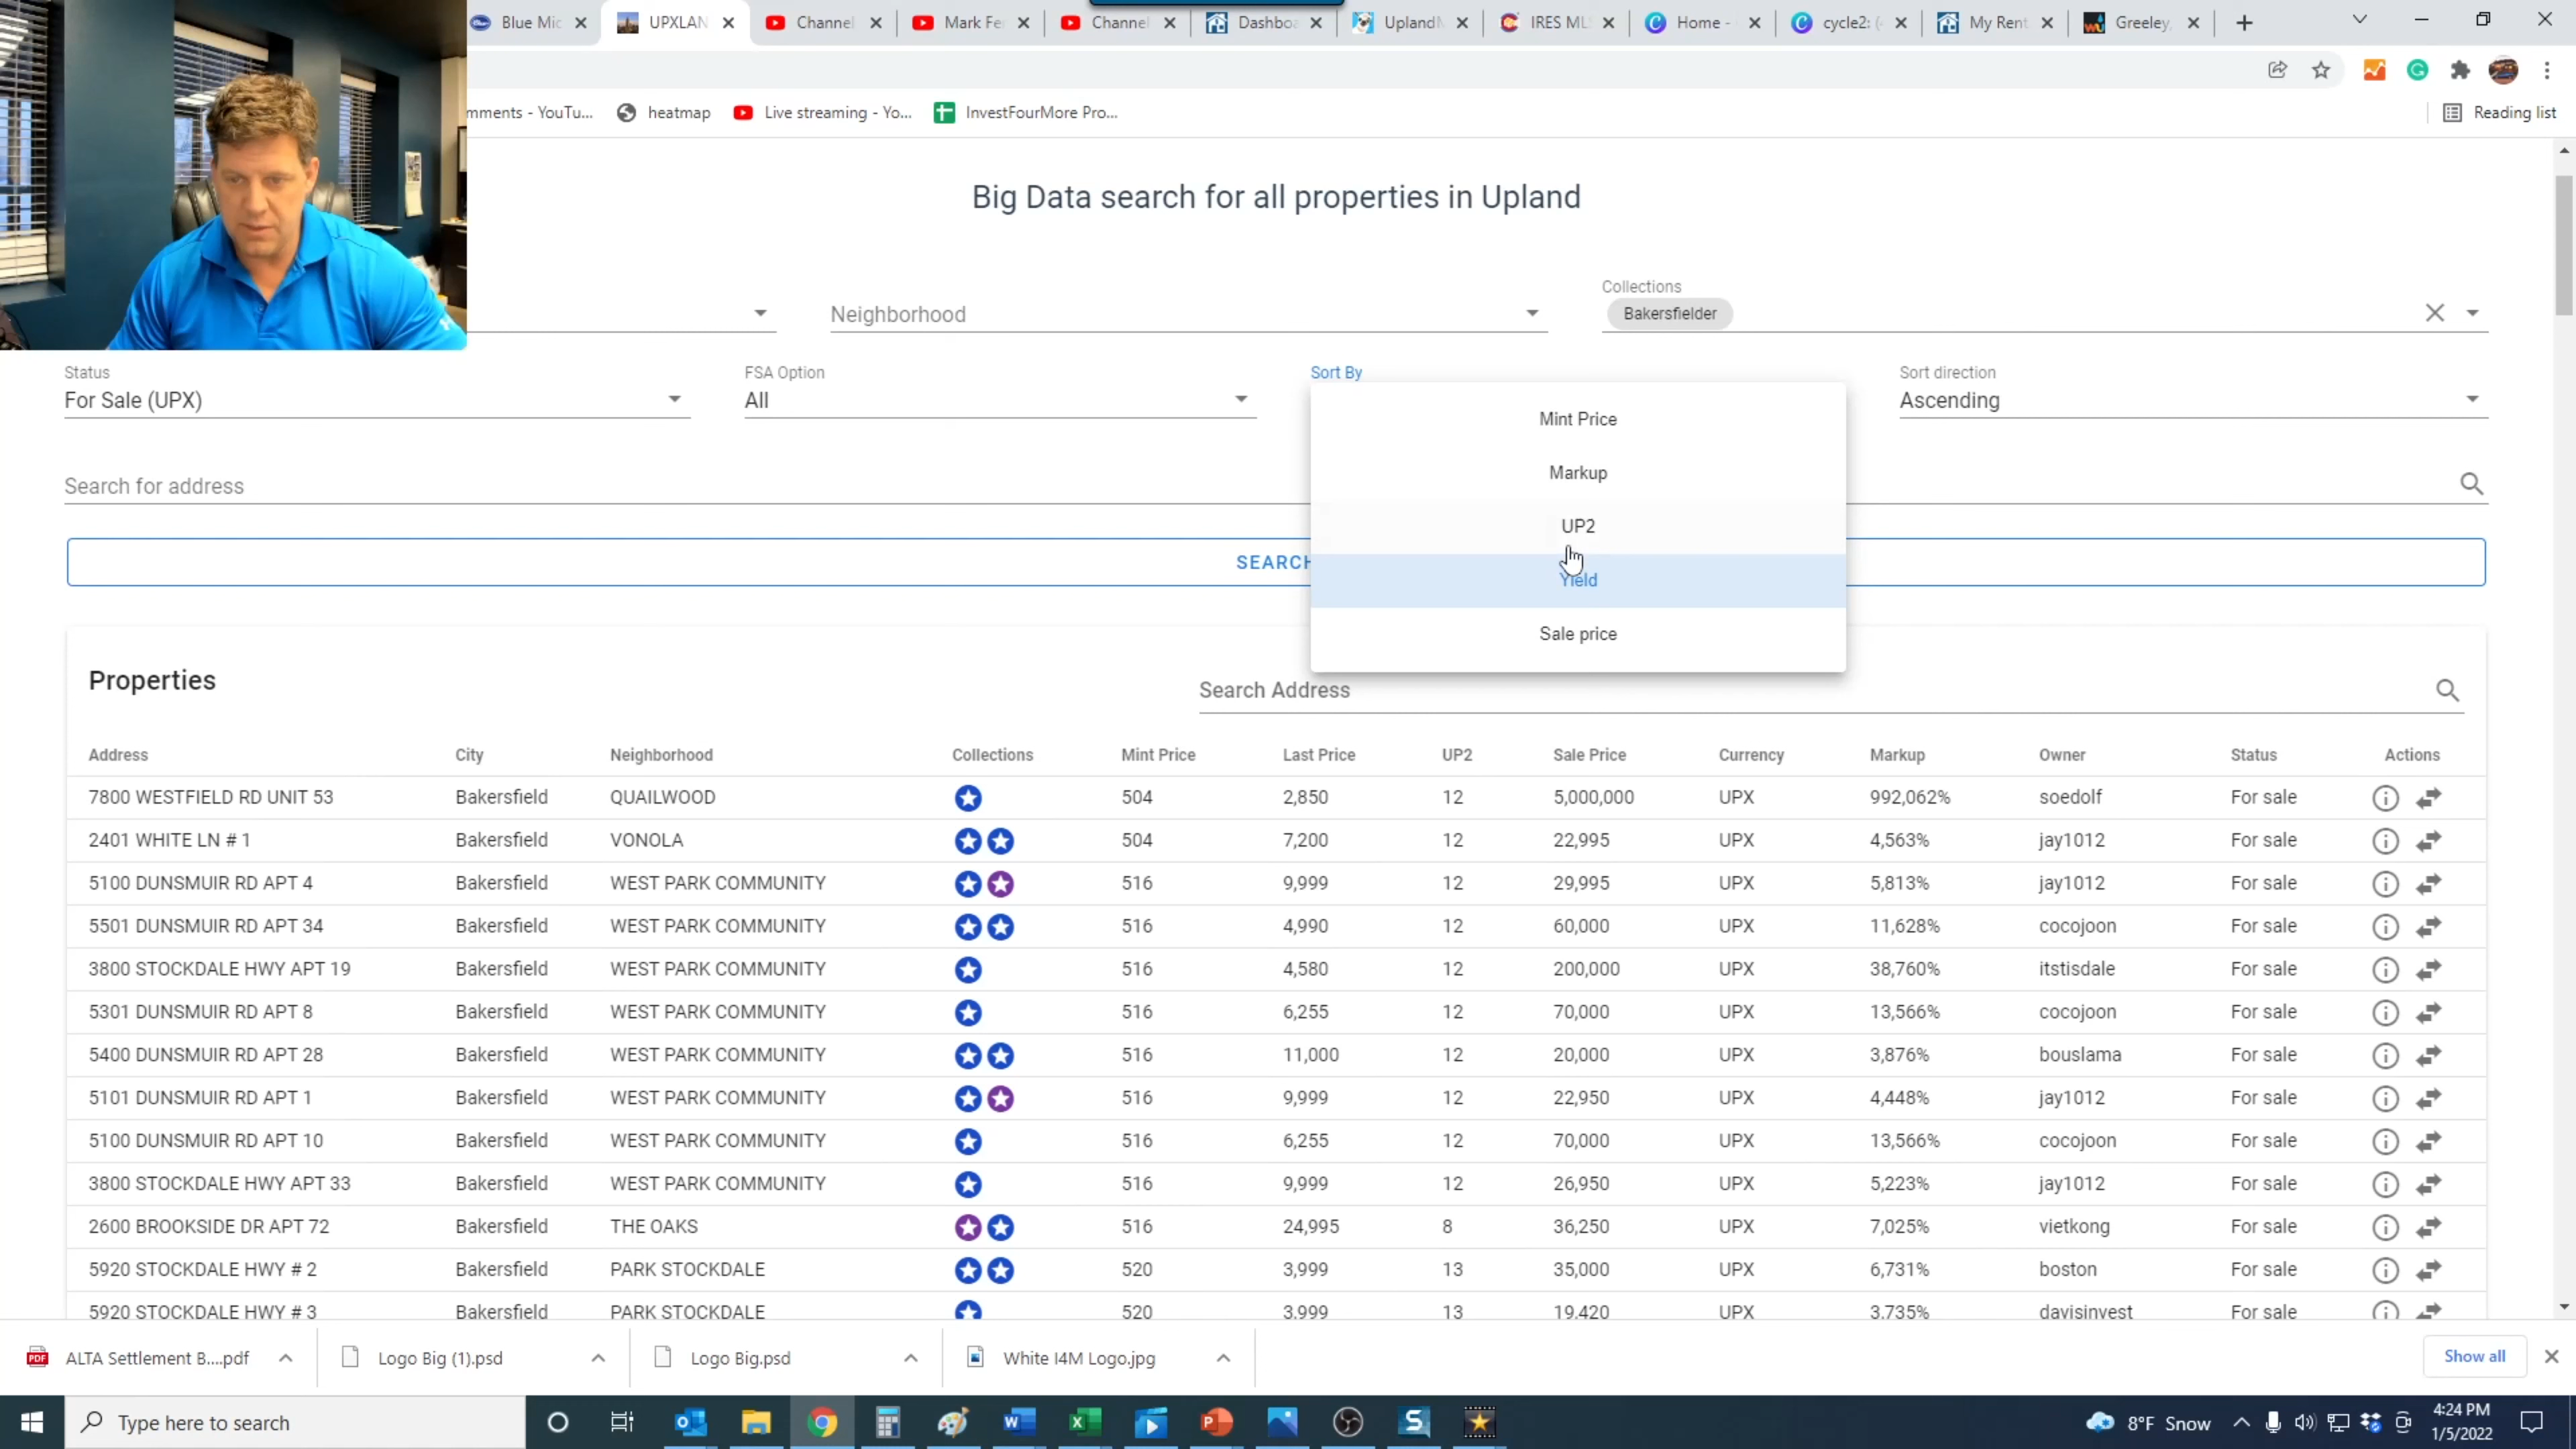 Blue Mic
UPXLAN
Channel
Mark Fer
Channel
Dashboa
UplandN
IRES MLS
Home -
cycle2: (
My Rent
Greeley,
mments - YouTu...
heatmap
Live streaming - Yo...
InvestFourMore Pro...
Reading list
Big Data search for all properties in Upland
Neighborhood
Collections
Bakersfielder
Status
For Sale (UPX)
FSA Option
All
Sort By
Sort direction
Ascending
Mint Price
Markup
UP2
Yield
Sale price
Search for address
SEARCH
Properties
Search Address
Address City Neighborhood Collections Mint Price Last Price UP2 Sale Price Currency Markup Owner Status Actions
7800 WESTFIELD RD UNIT 53 Bakersfield QUAILWOOD 504 2,850 12 5,000,000 UPX 992,062% soedolf For sale
2401 WHITE LN # 1 Bakersfield VONOLA 504 7,200 12 22,995 UPX 4,563% jay1012 For sale
5100 DUNSMUIR RD APT 4 Bakersfield WEST PARK COMMUNITY 516 9,999 12 29,995 UPX 5,813% jay1012 For sale
5501 DUNSMUIR RD APT 34 Bakersfield WEST PARK COMMUNITY 516 4,990 12 60,000 UPX 11,628% cocojoon For sale
3800 STOCKDALE HWY APT 19 Bakersfield WEST PARK COMMUNITY 516 4,580 12 200,000 UPX 38,760% itstisdale For sale
5301 DUNSMUIR RD APT 8 Bakersfield WEST PARK COMMUNITY 516 6,255 12 70,000 UPX 13,566% cocojoon For sale
5400 DUNSMUIR RD APT 28 Bakersfield WEST PARK COMMUNITY 516 11,000 12 20,000 UPX 3,876% bouslama For sale
5101 DUNSMUIR RD APT 1 Bakersfield WEST PARK COMMUNITY 516 9,999 12 22,950 UPX 4,448% jay1012 For sale
5100 DUNSMUIR RD APT 10 Bakersfield WEST PARK COMMUNITY 516 6,255 12 70,000 UPX 13,566% cocojoon For sale
3800 STOCKDALE HWY APT 33 Bakersfield WEST PARK COMMUNITY 516 9,999 12 26,950 UPX 5,223% jay1012 For sale
2600 BROOKSIDE DR APT 72 Bakersfield THE OAKS 516 24,995 8 36,250 UPX 7,025% vietkong For sale
5920 STOCKDALE HWY # 2 Bakersfield PARK STOCKDALE 520 3,999 13 35,000 UPX 6,731% boston For sale
5920 STOCKDALE HWY # 3 Bakersfield PARK STOCKDALE 520 3,999 13 19,420 UPX 3,735% davisinvest For sale
ALTA Settlement B....pdf
Logo Big (1).psd
Logo Big.psd
White I4M Logo.jpg
Show all
Type here to search
8°F Snow
4:24 PM
1/5/2022